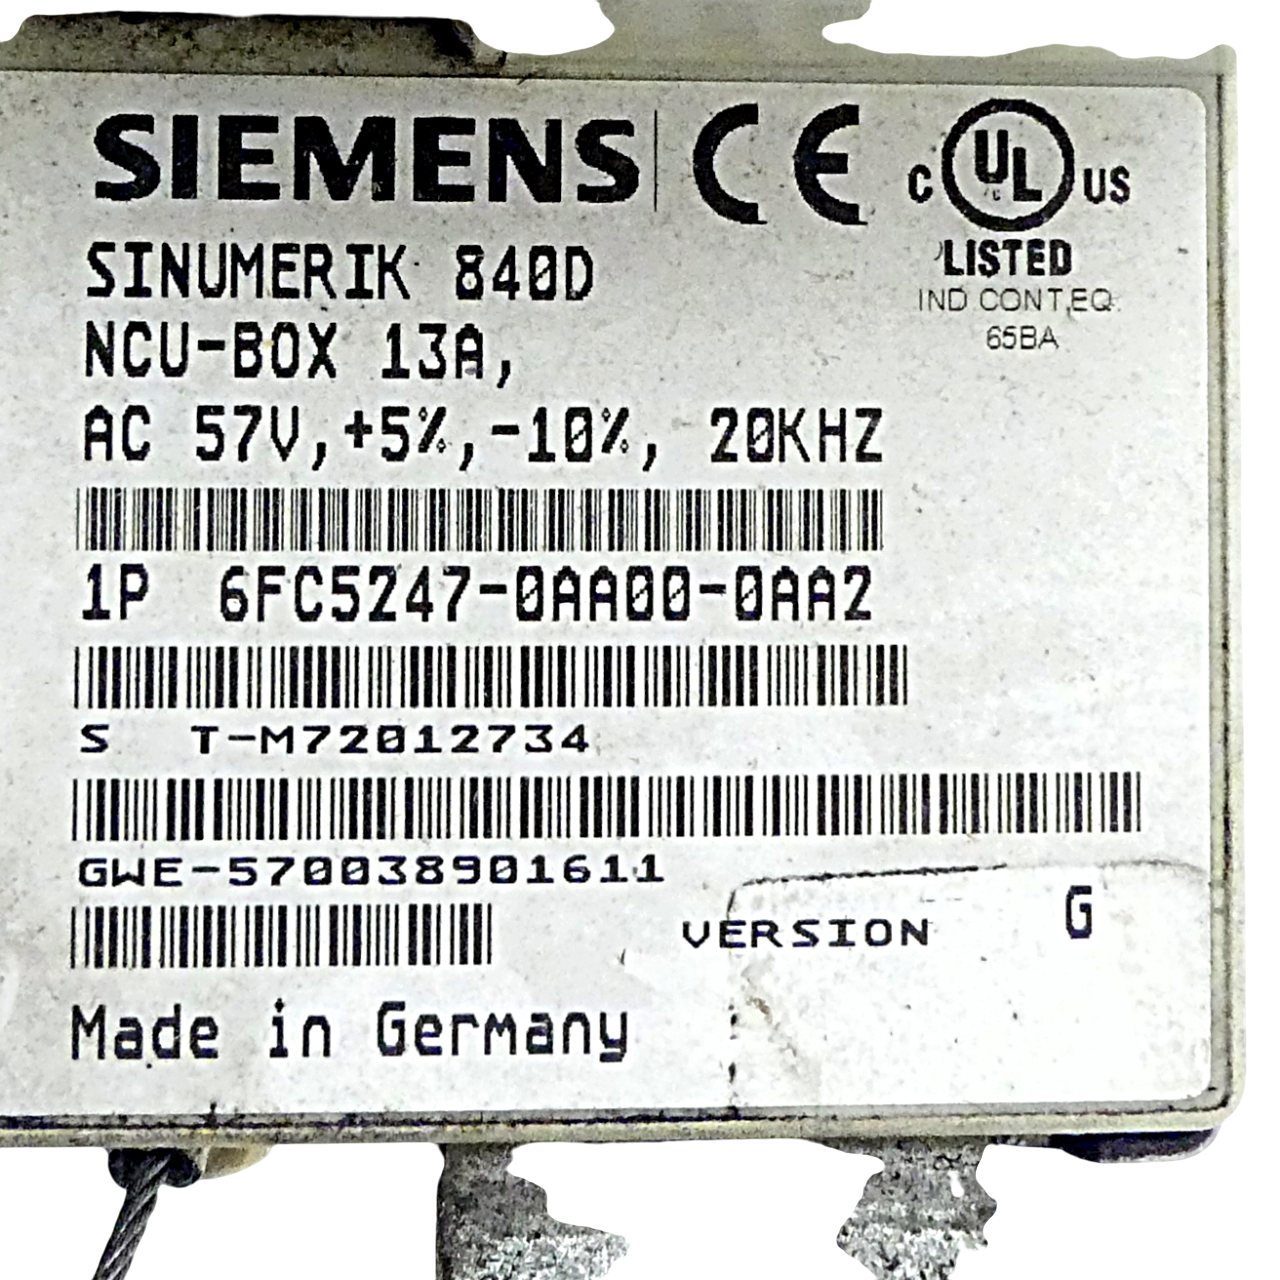 SIEMENS CE
C UL US
LISTED
IND CONT,EQ.
65BA
SINUMERIK 840D
NCU-BOX 13A,
AC 57V,+5%,-10%, 20KHZ
1P 6FC5247-0AA00-0AA2
S T-M72012734
GWE-570038901611
VERSION G
Made in Germany